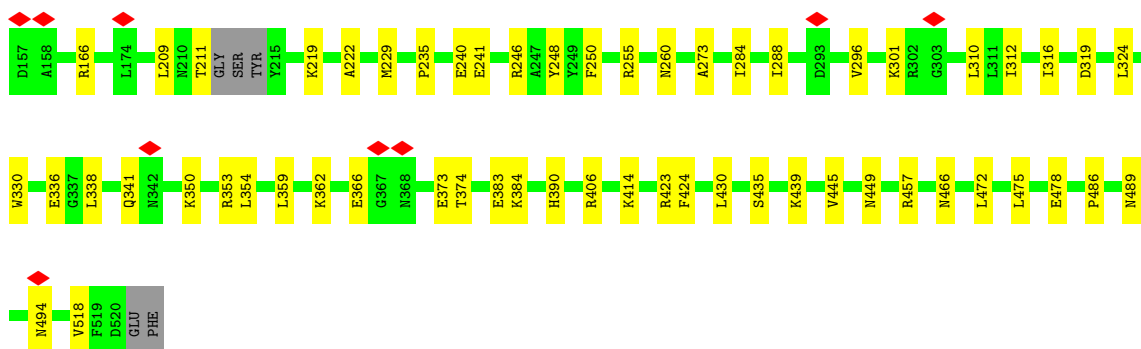 D157 A158 R166 L174 L209 N210 T211 GLY SER TYR Y215 K219 A222 M229 P235 E240 E241 R246 A247 Y248 Y249 F250 R255 N260 A273 I284 I288 D293 V296 K301 R302 G303 L310 L311 I312 I316 D319 L324
W330 E336 G337 L338 Q341 N342 K350 R353 L354 L359 K362 E366 G367 N368 E373 T374 E383 K384 H390 R406 K414 R423 F424 L430 S435 K439 V445 N449 R457 N466 L472 L475 E478 P486 N489
N494 V518 F519 D520 GLU PHE